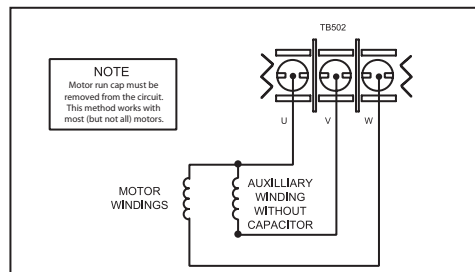 TB502
NOTE
Motor run cap must be
removed from the circuit.
This method works with
most (but not all) motors.
U V W
MOTOR
WINDINGS
AUXILLIARY
WINDING
WITHOUT
CAPACITOR